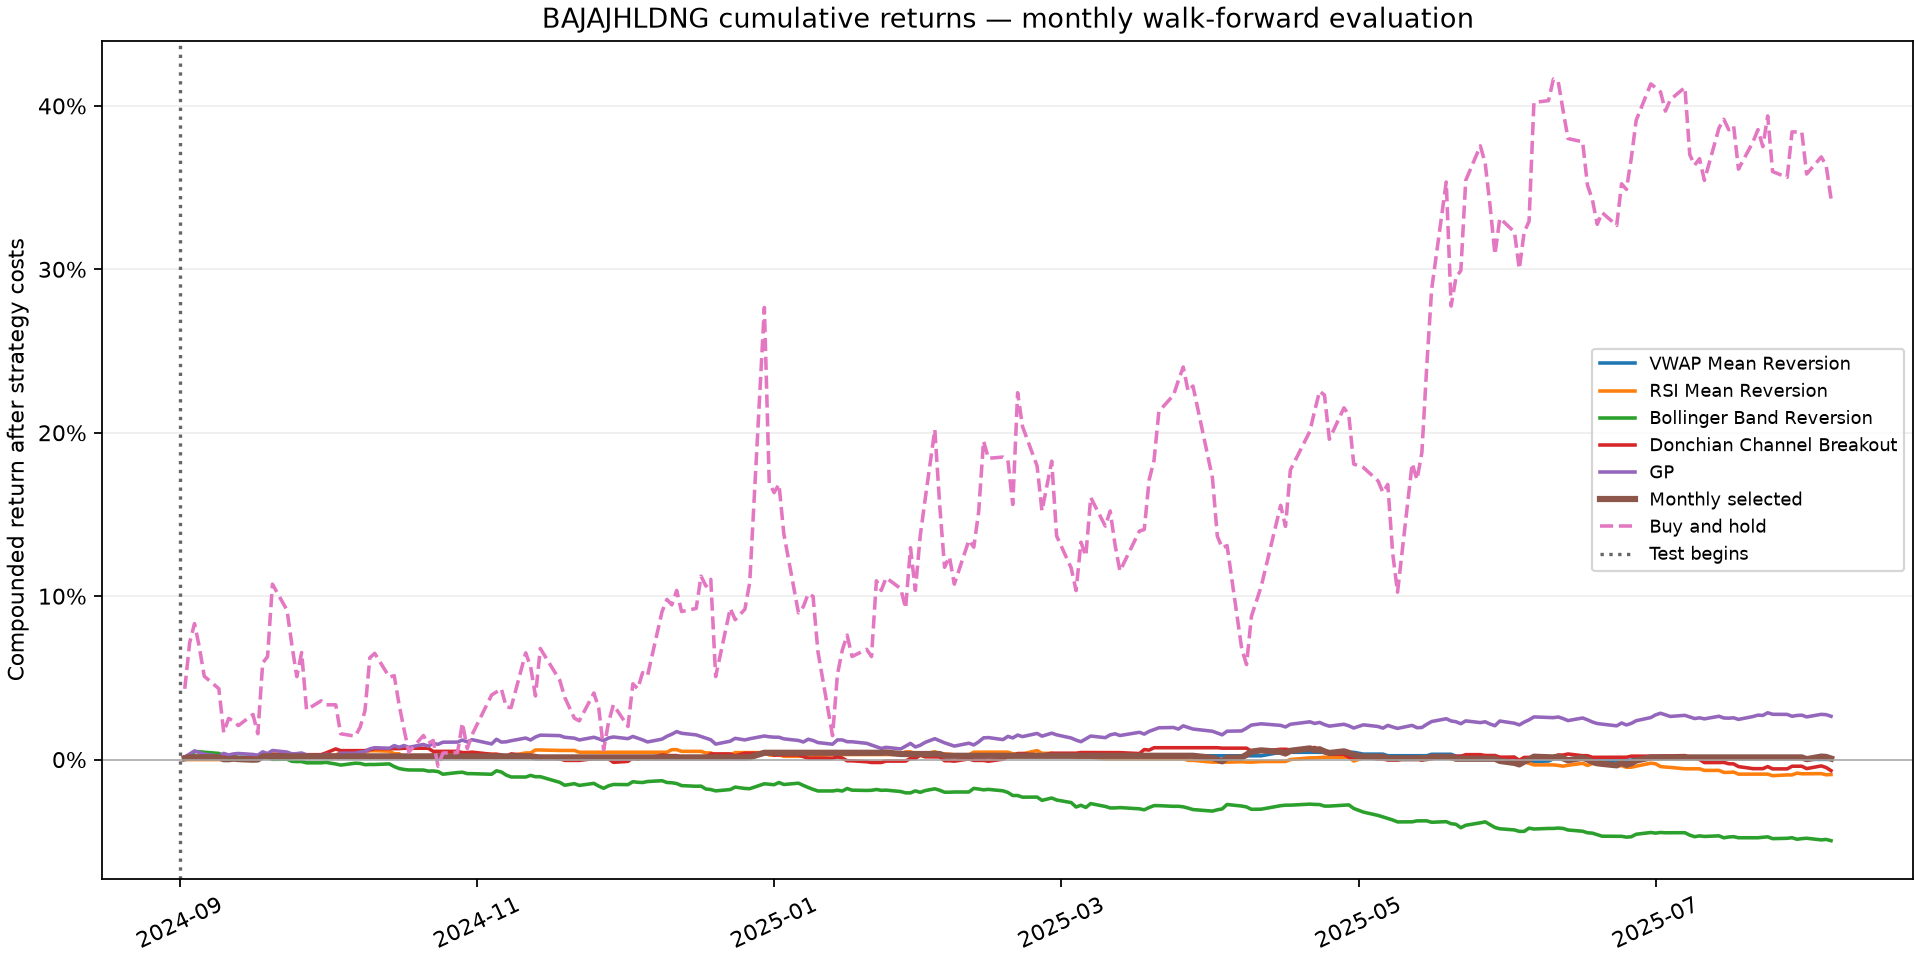 BAJAJHLDNG cumulative returns — monthly walk-forward evaluation
Compounded return after strategy costs
40%
30%
20%
10%
0%
VWAP Mean Reversion
RSI Mean Reversion
Bollinger Band Reversion
Donchian Channel Breakout
GP
Monthly selected
Buy and hold
Test begins
2024-09
2024-11
2025-01
2025-03
2025-05
2025-07